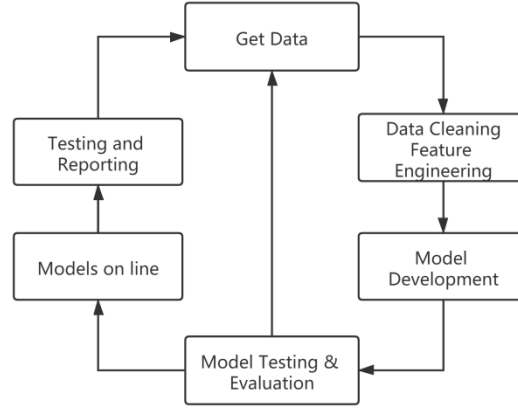 Get Data
Testing and
Reporting
Data Cleaning
Feature
Engineering
Models on line
Model
Development
Model Testing &
Evaluation